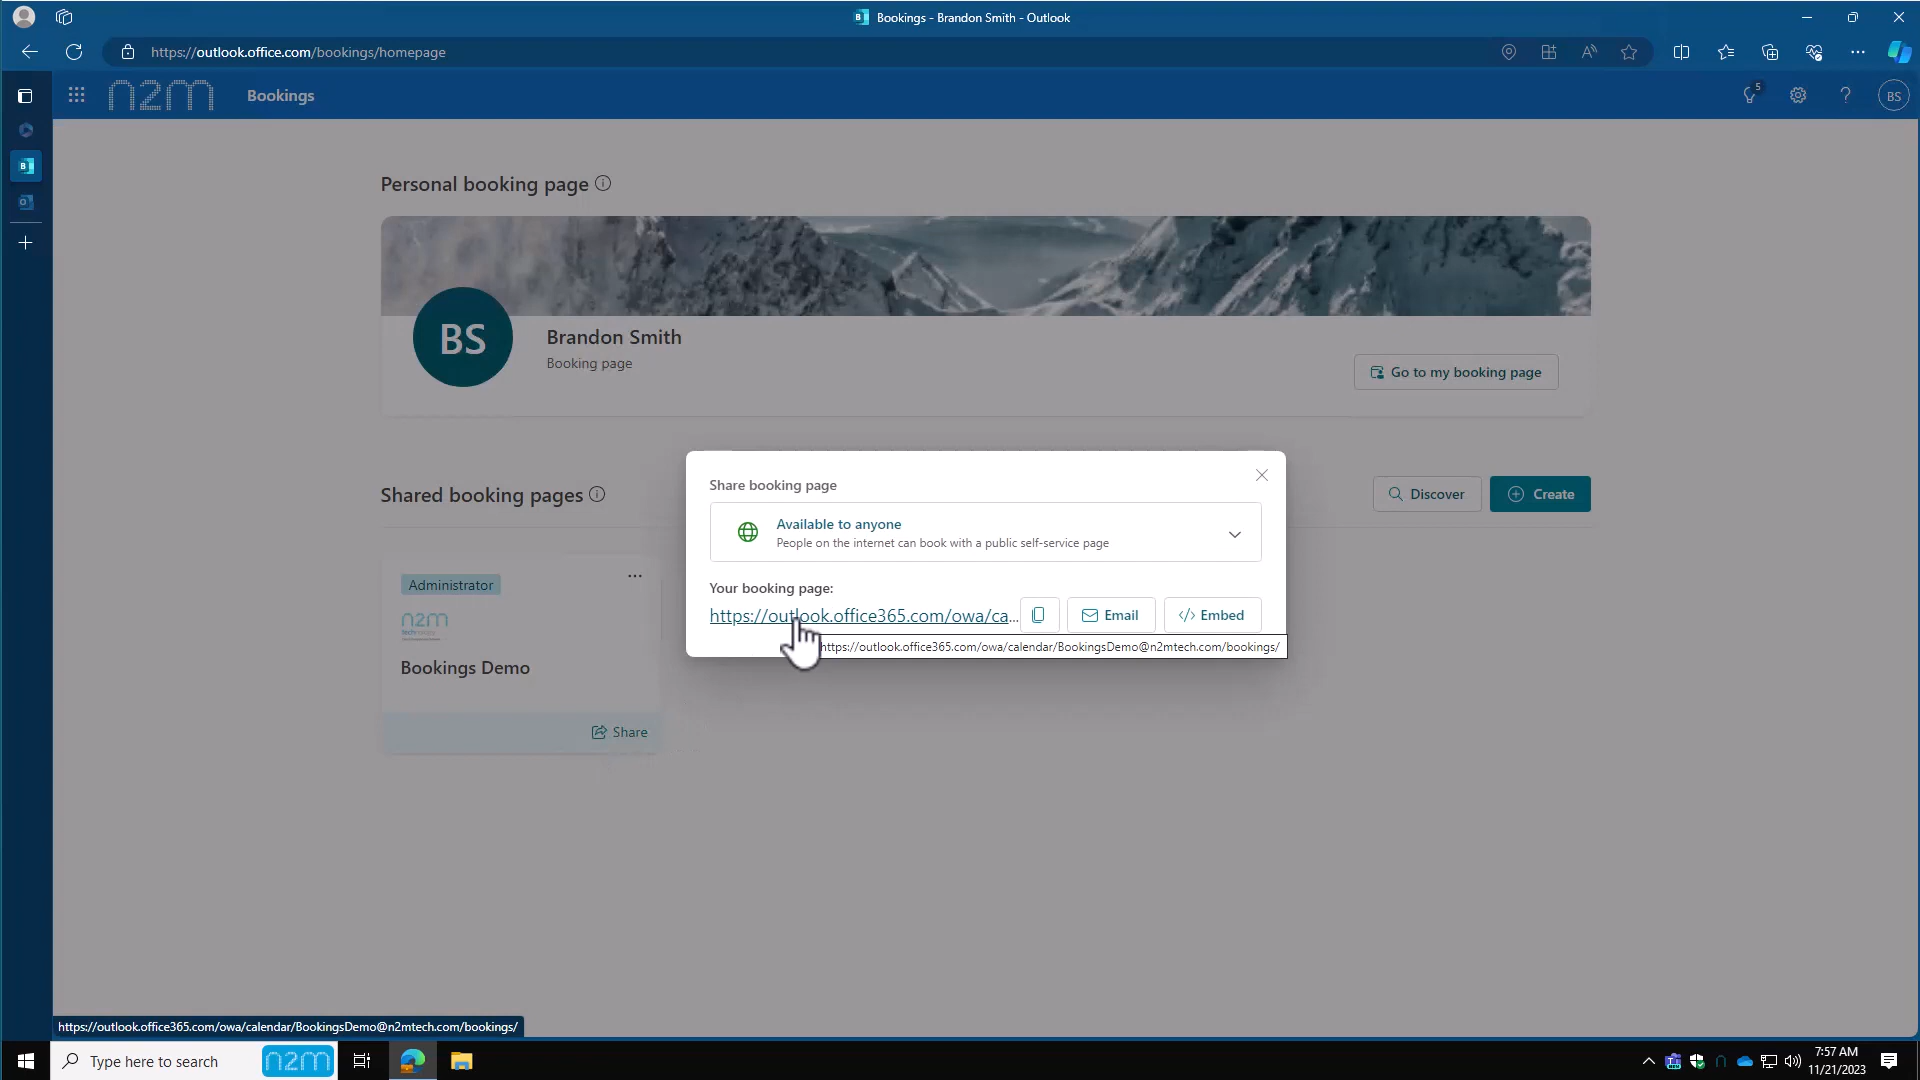 Bookings - Brandon Smith - Outlook
https://outlook.office.com/bookings/homepage
n2m
Bookings
5
BS
Personal booking page
BS
Brandon Smith
Booking page
Go to my booking page
Shared booking pages
Discover
Create
Share booking page
Available to anyone
People on the internet can book with a public self-service page
Your booking page:
https://outlook.office365.com/owa/ca...
Email
Embed
https://outlook.office365.com/owa/calendar/BookingsDemo@n2mtech.com/bookings/
Administrator
n2m
Bookings Demo
Share
https://outlook.office365.com/owa/calendar/BookingsDemo@n2mtech.com/bookings/
Type here to search
n2m
7:57 AM
11/21/2023